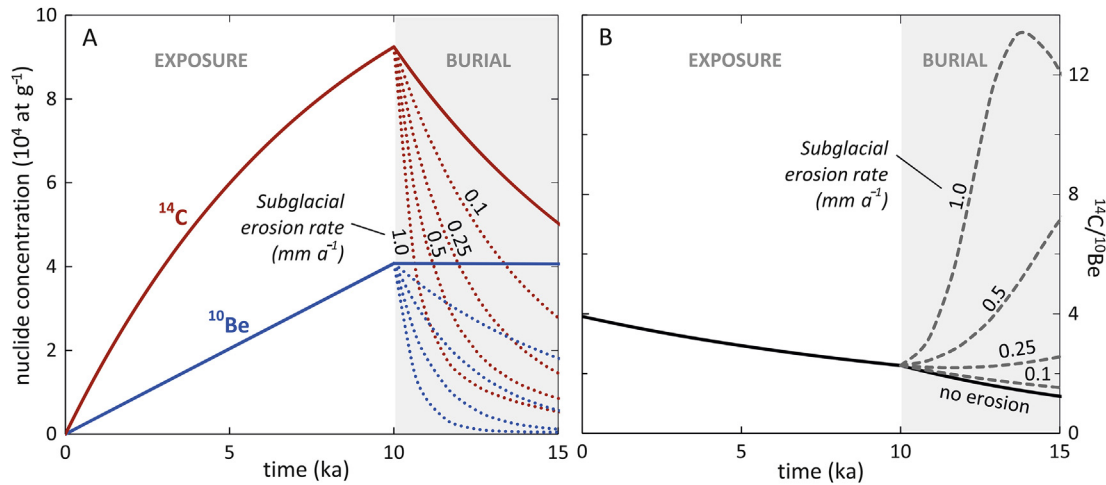 A
EXPOSURE
BURIAL
nuclide concentration (10⁴ at g⁻¹)
10
8
6
4
2
0
¹⁴C
¹⁰Be
Subglacial
erosion rate
(mm a⁻¹)
1.0
0.5
0.25
0.1
0
5
10
15
time (ka)
B
EXPOSURE
BURIAL
Subglacial
erosion rate
(mm a⁻¹)
1.0
0.5
0.25
0.1
no erosion
12
8
4
0
¹⁴C/¹⁰Be
0
5
10
15
time (ka)